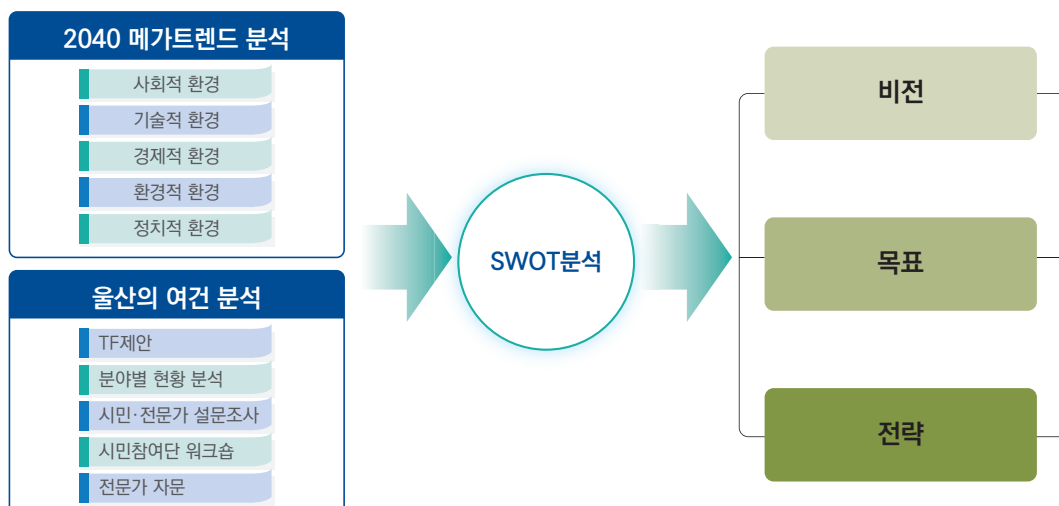 2040 메가트렌드 분석
사회적 환경
기술적 환경
경제적 환경
환경적 환경
정치적 환경
울산의 여건 분석
TF제안
분야별 현황 분석
시민·전문가 설문조사
시민참여단 워크숍
전문가 자문
SWOT분석
비전
목표
전략